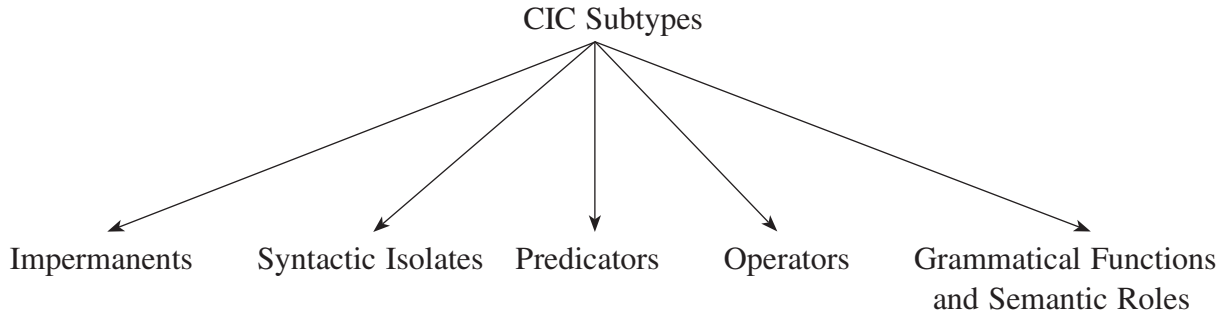 CIC Subtypes
Impermanents Syntactic Isolates Predicators Operators Grammatical Functions
and Semantic Roles